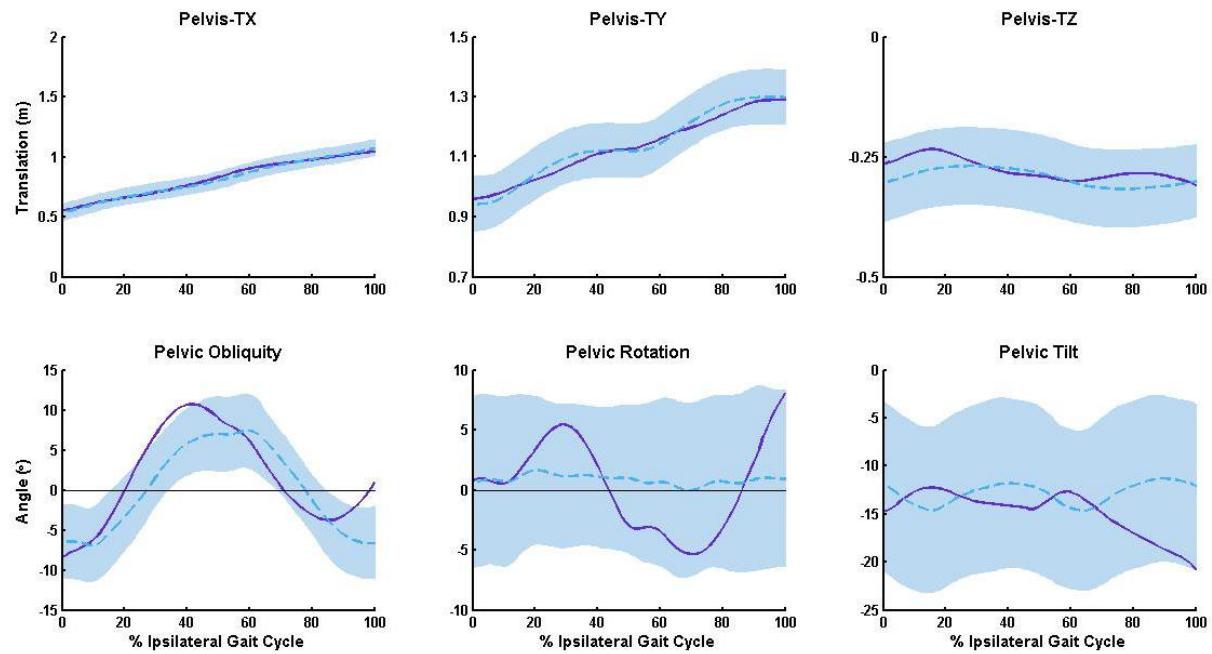 Pelvis-TX
Pelvis-TY
Pelvis-TZ
Translation (m)
2
1.5
1
0.5
0
0 20 40 60 80 100
1.5
1.3
1.1
0.9
0.7
0 20 40 60 80 100
0
-0.25
-0.5
0 20 40 60 80 100
Pelvic Obliquity
Pelvic Rotation
Pelvic Tilt
Angle (º)
15
10
5
0
-5
-10
-15
0 20 40 60 80 100
% Ipsilateral Gait Cycle
10
5
0
-5
-10
0 20 40 60 80 100
% Ipsilateral Gait Cycle
0
-5
-10
-15
-20
-25
0 20 40 60 80 100
% Ipsilateral Gait Cycle